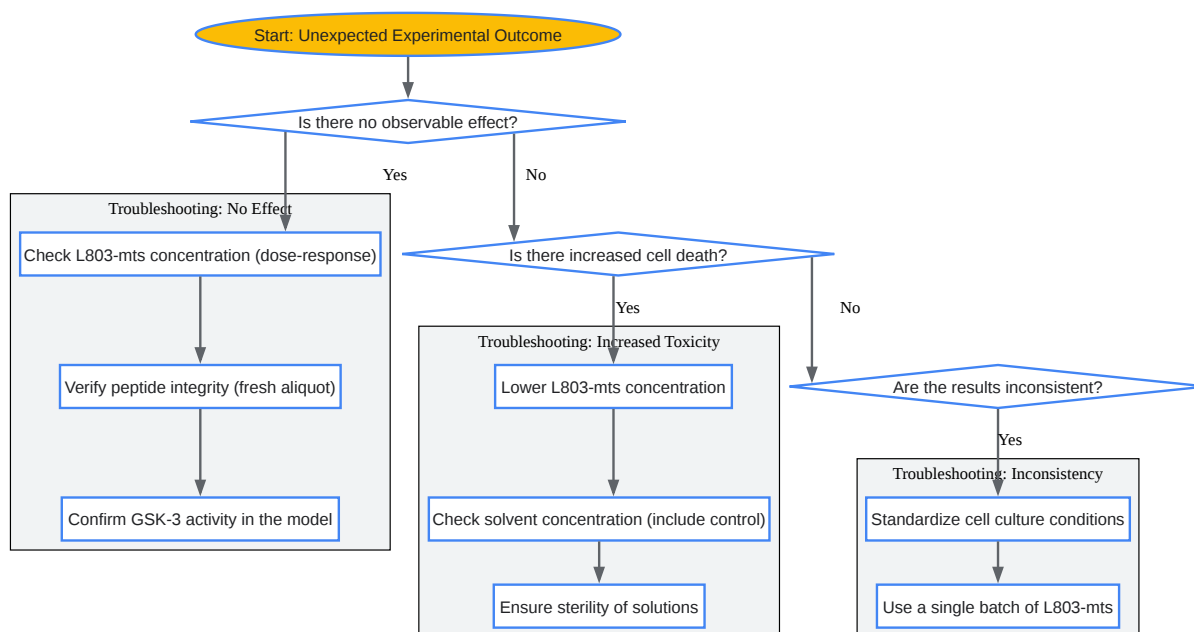 Start: Unexpected Experimental Outcome
Is there no observable effect?
Yes
No
Troubleshooting: No Effect
Check L803-mts concentration (dose-response)
Verify peptide integrity (fresh aliquot)
Confirm GSK-3 activity in the model
Is there increased cell death?
Yes
No
Troubleshooting: Increased Toxicity
Lower L803-mts concentration
Check solvent concentration (include control)
Ensure sterility of solutions
Are the results inconsistent?
Yes
Troubleshooting: Inconsistency
Standardize cell culture conditions
Use a single batch of L803-mts